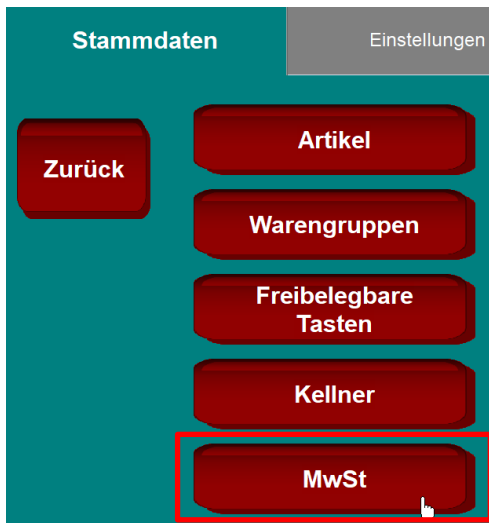 Stammdaten
Einstellungen
Zurück
Artikel
Warengruppen
Freibelegbare
Tasten
Kellner
MwSt